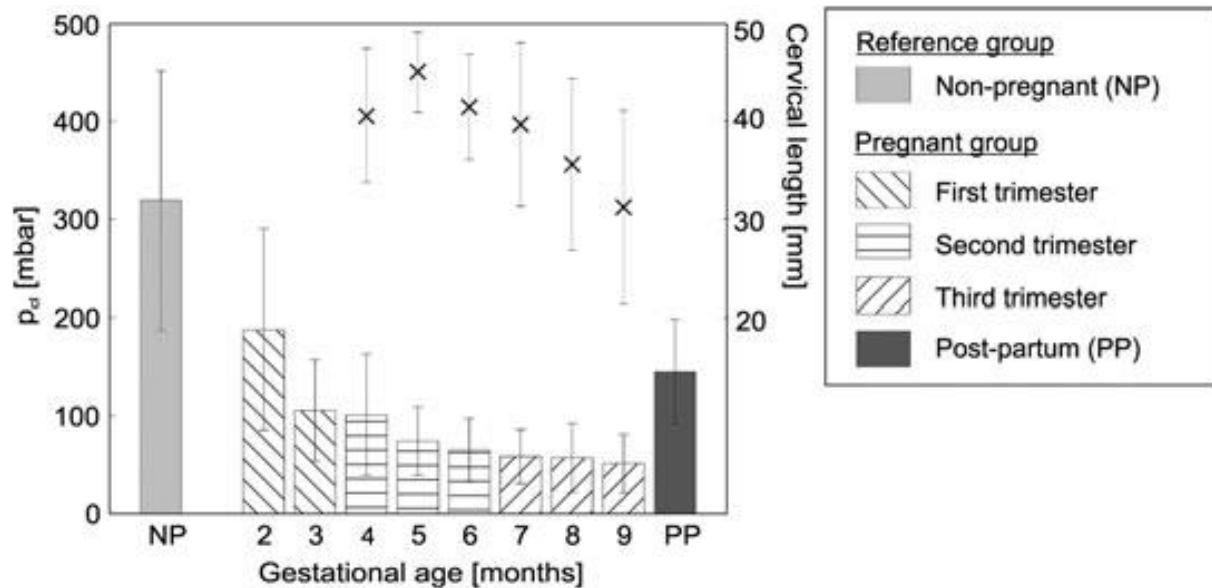 500
400
300
200
100
0
p_cl [mbar]
50
40
30
20
Cervical length [mm]
NP 2 3 4 5 6 7 8 9 PP
Gestational age [months]
Reference group
Non-pregnant (NP)
Pregnant group
First trimester
Second trimester
Third trimester
Post-partum (PP)